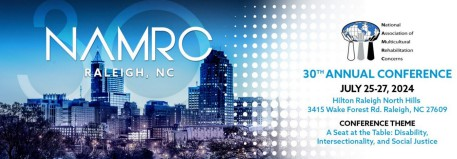 30
NAMRC
RALEIGH, NC
National
Association of
Multicultural
Rehabilitation
Concerns
30TH ANNUAL CONFERENCE
JULY 25-27, 2024
Hilton Raleigh North Hills
3415 Wake Forest Rd. Raleigh, NC 27609
CONFERENCE THEME
A Seat at the Table: Disability,
Intersectionality, and Social Justice